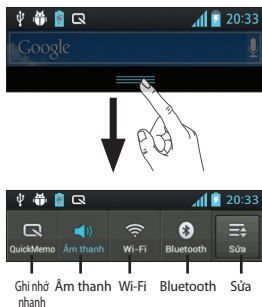 20:33
Google
20:33
QuickMemo Âm thanh Wi-Fi Bluetooth Sửa
Ghi nhớ nhanh Âm thanh Wi-Fi Bluetooth Sửa